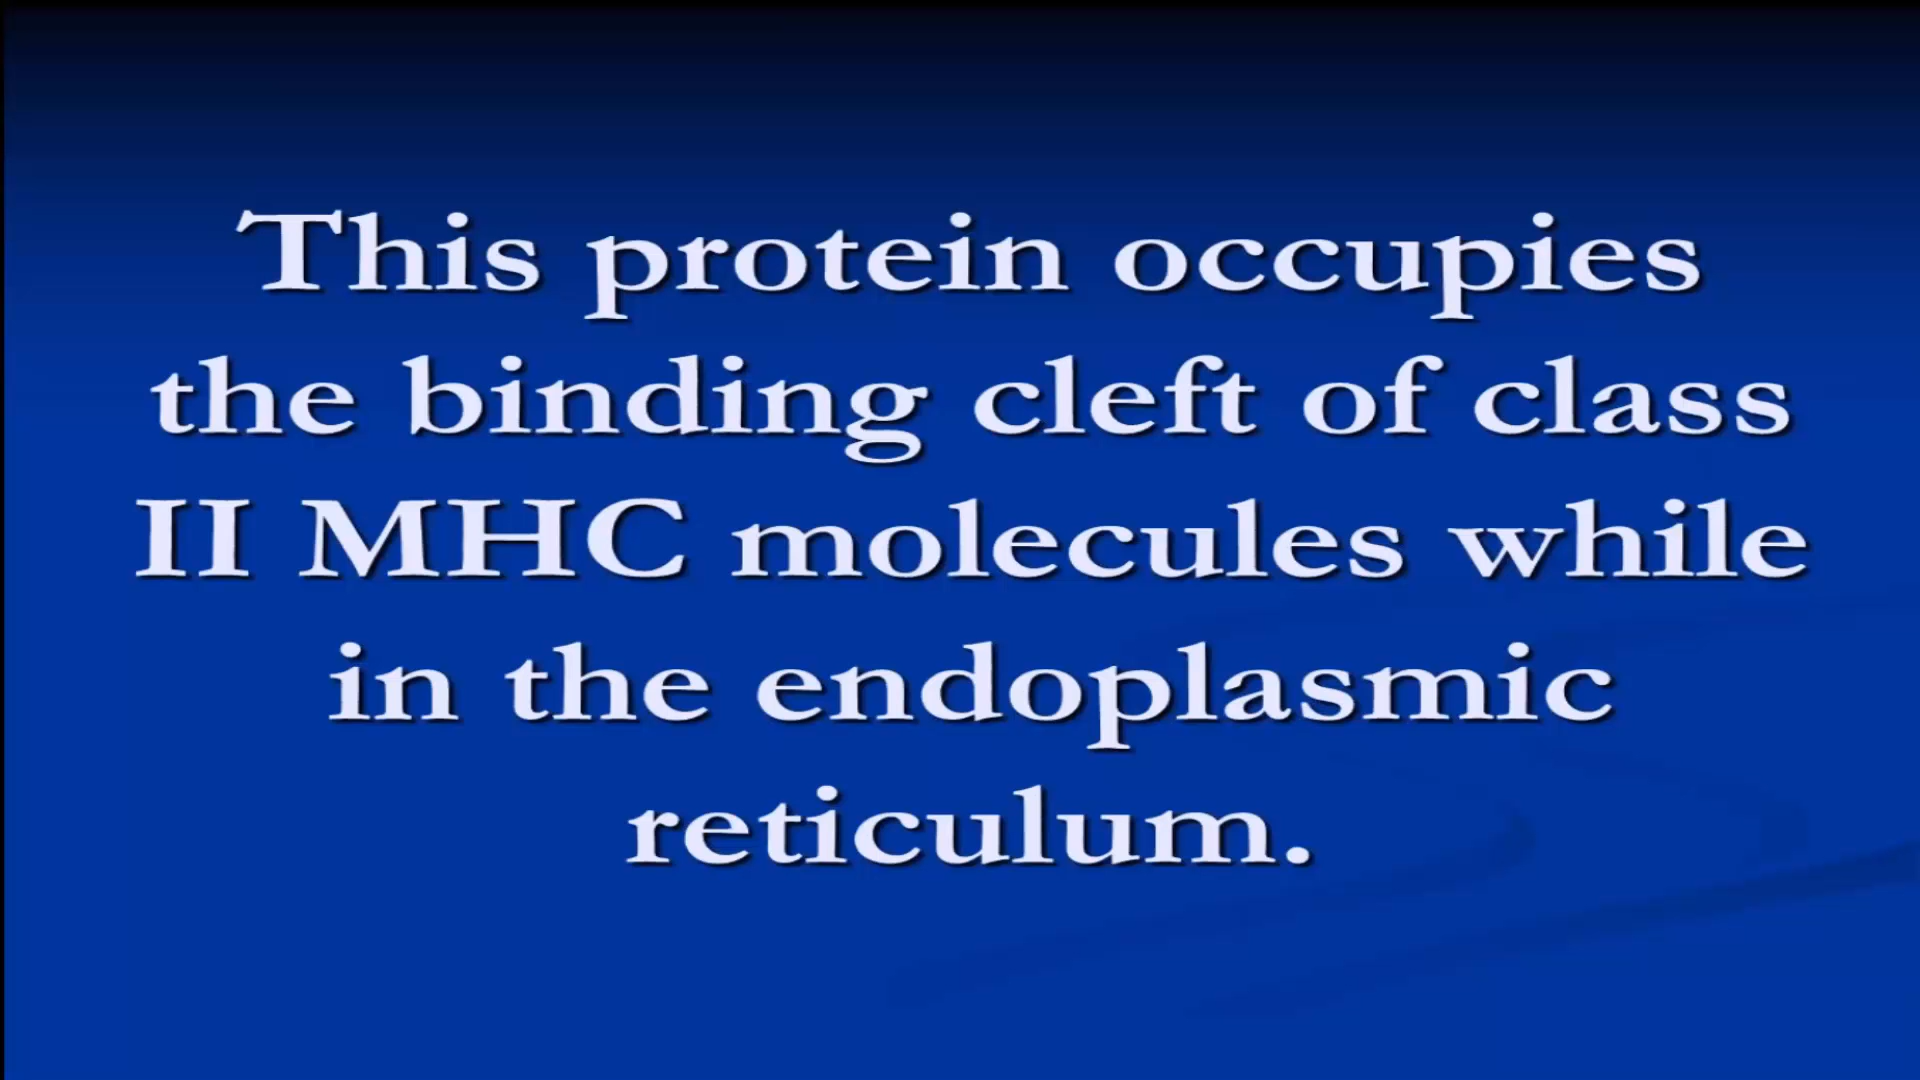 This protein occupies
the binding cleft of class
II MHC molecules while
in the endoplasmic
reticulum.